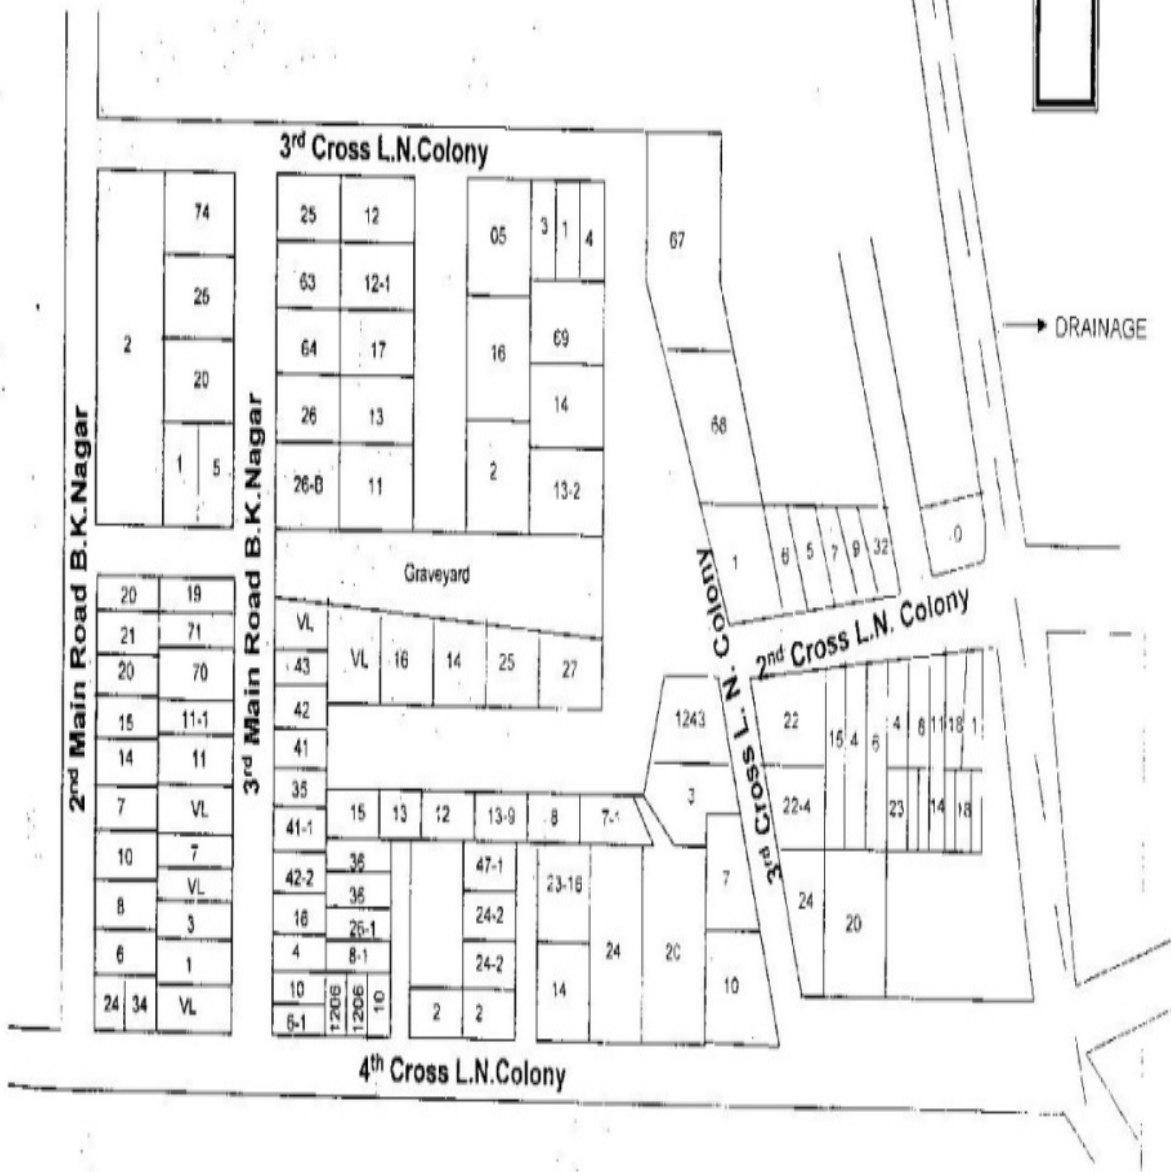 3rd Cross L.N.Colony
2nd Main Road B.K.Nagar
2
74
25
20
1 5
3rd Main Road B.K.Nagar
25 12
63 12-1
64 17
26 13
26-B 11
05 3 1 4
16 69
14
2 13-2
67
68
DRAINAGE
1 6 5 7 9 32
Graveyard
3rd Cross L. N. Colony
2nd Cross L.N. Colony
20 19
21 71
20 70
15 11-1
14 11
7 VL
10 7
VL
8 3
6 1
24 34 VL
VL
43
42
41
35
41-1
42-2
16
4
10
6-1
VL 16 14 25 27
15 13 12 13-9 8 7-1
36
35
26-1
8-1
1206 1206 10
47-1
24-2
24-2
2 2
23-16
14
24
20
7
10
1243
3
22 15 4 6 4 6 11 18 1
22-4 23 14 18
24 20
4th Cross L.N.Colony